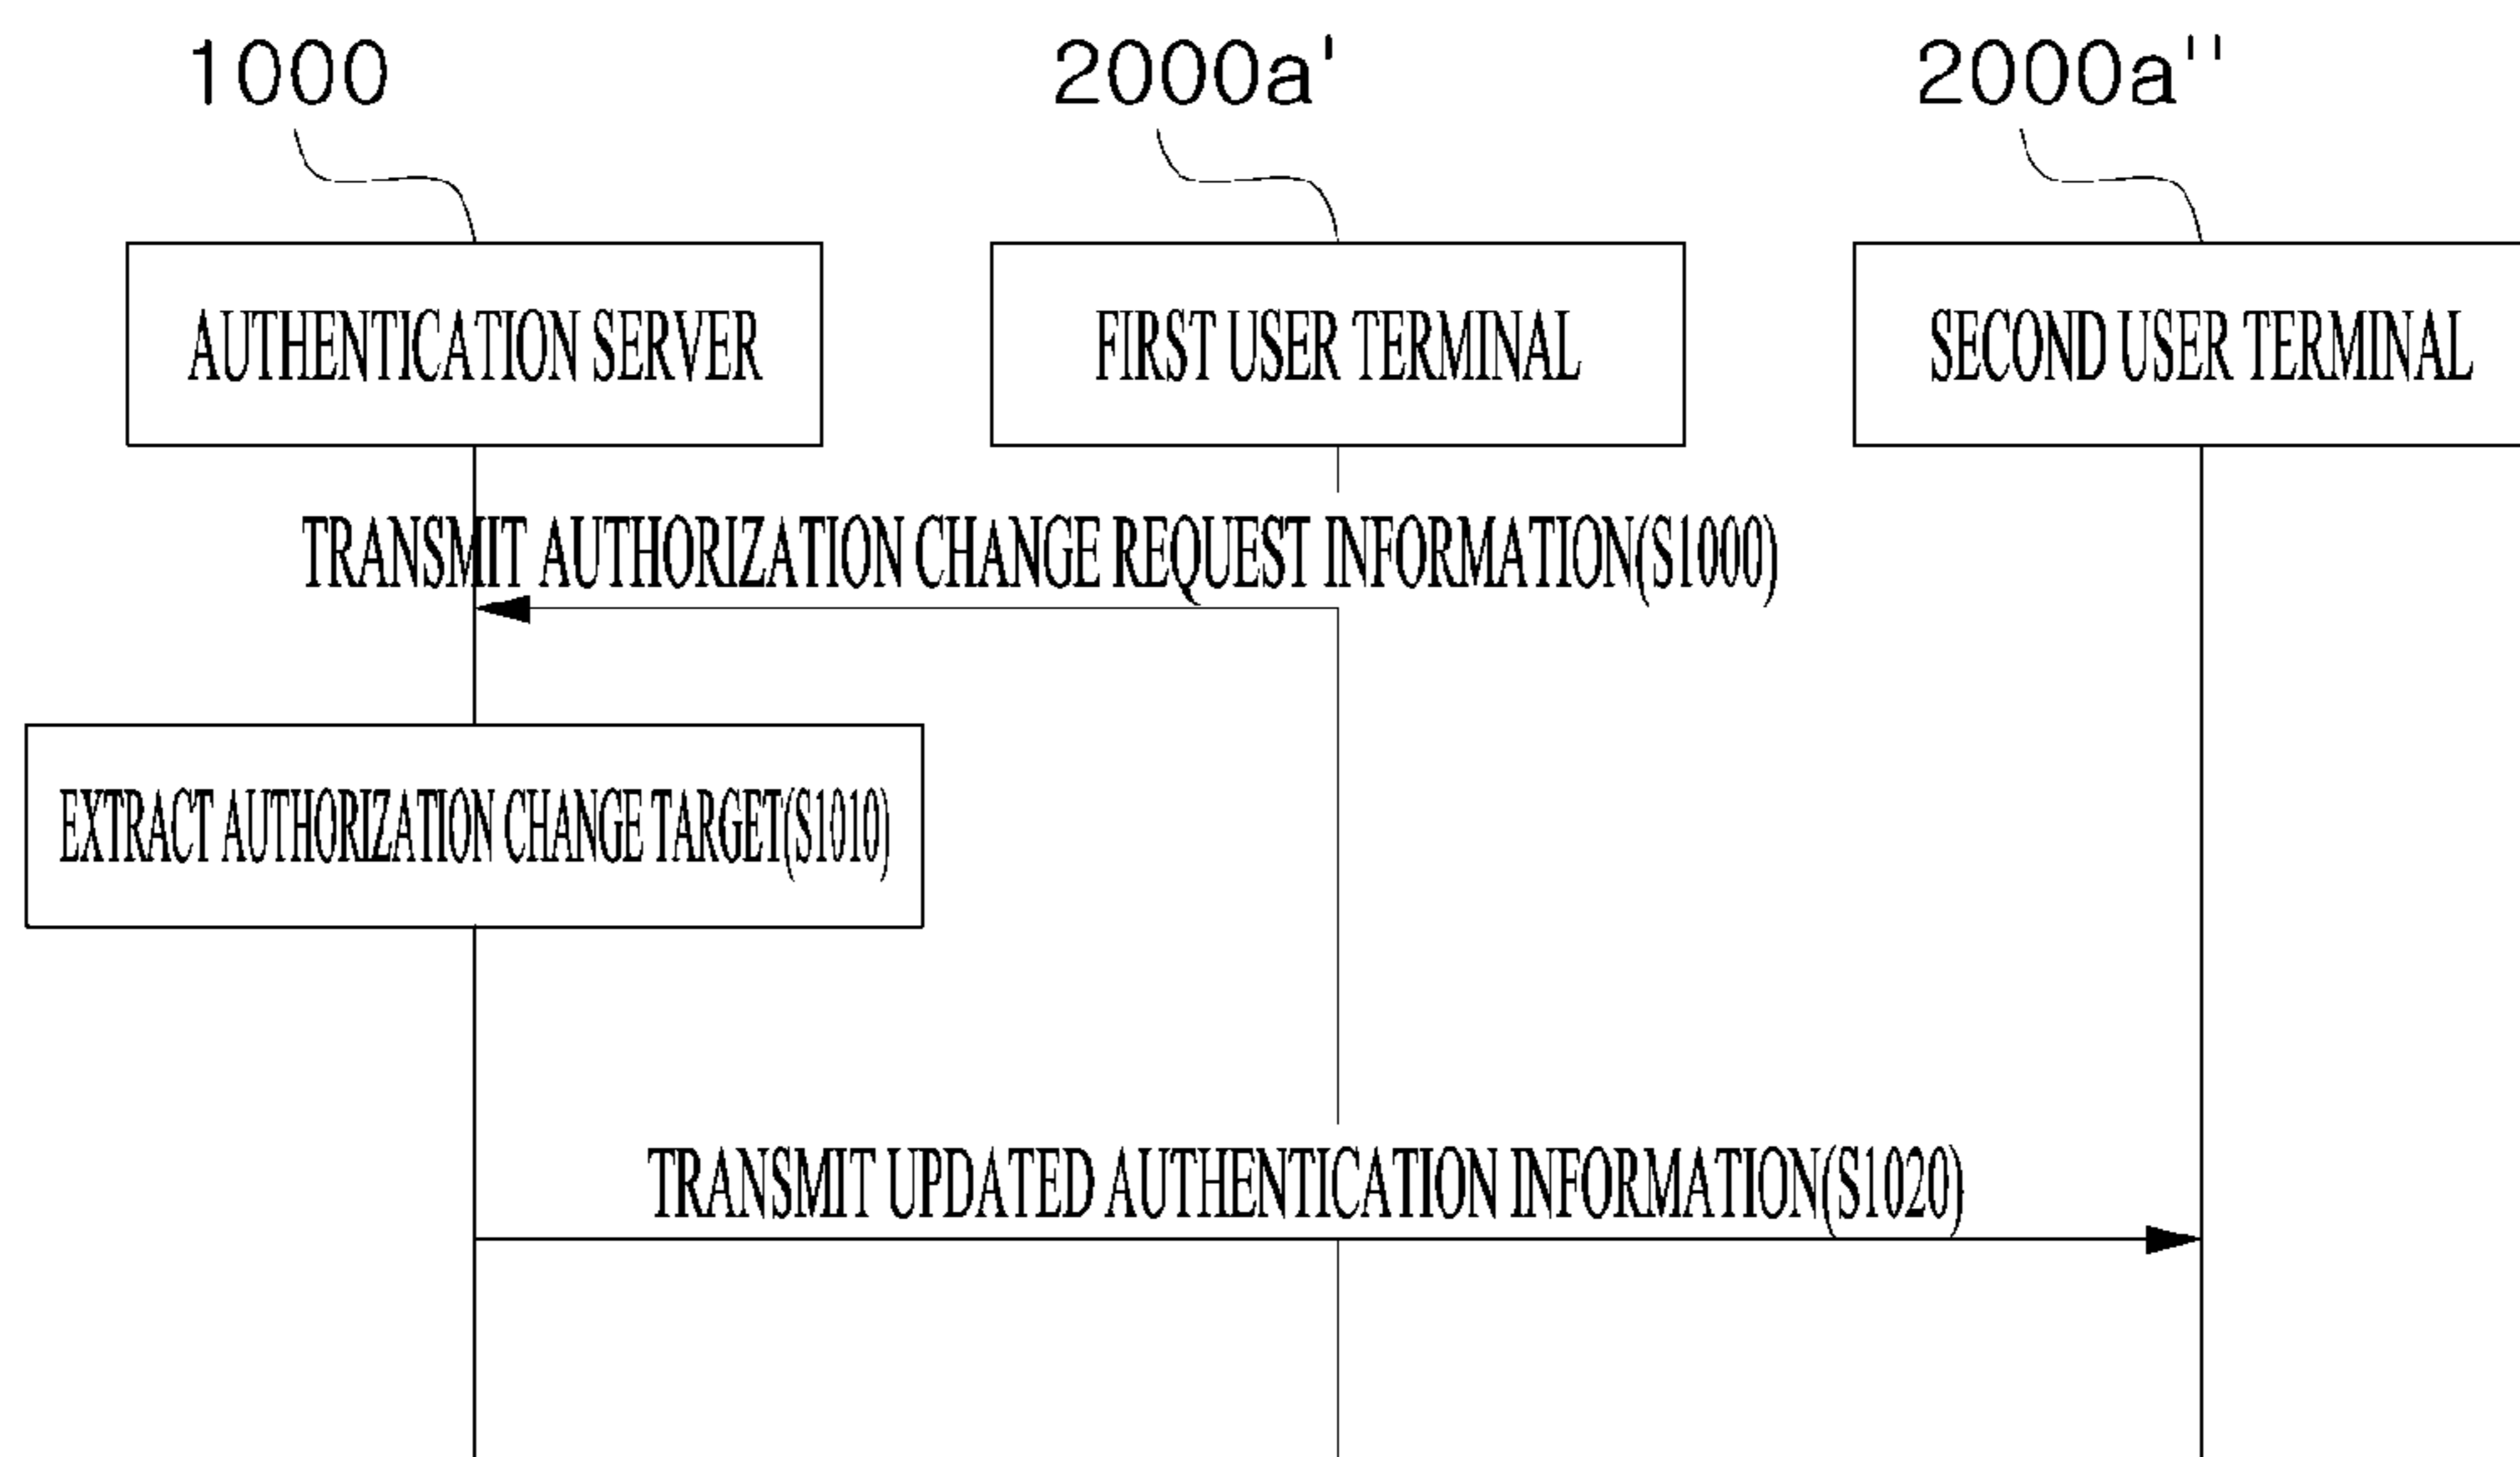 1000
2000a'
2000a''
AUTHENTICATION SERVER
FIRST USER TERMINAL
SECOND USER TERMINAL
TRANSMIT AUTHORIZATION CHANGE REQUEST INFORMATION(S1000)
EXTRACT AUTHORIZATION CHANGE TARGET(S1010)
TRANSMIT UPDATED AUTHENTICATION INFORMATION(S1020)